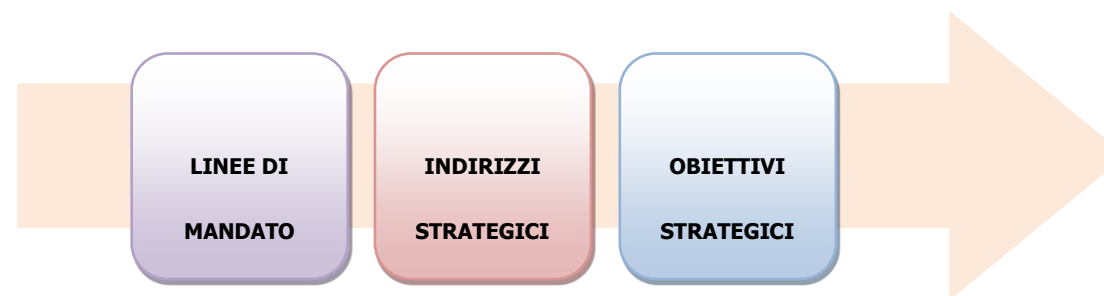 LINEE DI
MANDATO
INDIRIZZI
STRATEGICI
OBIETTIVI
STRATEGICI